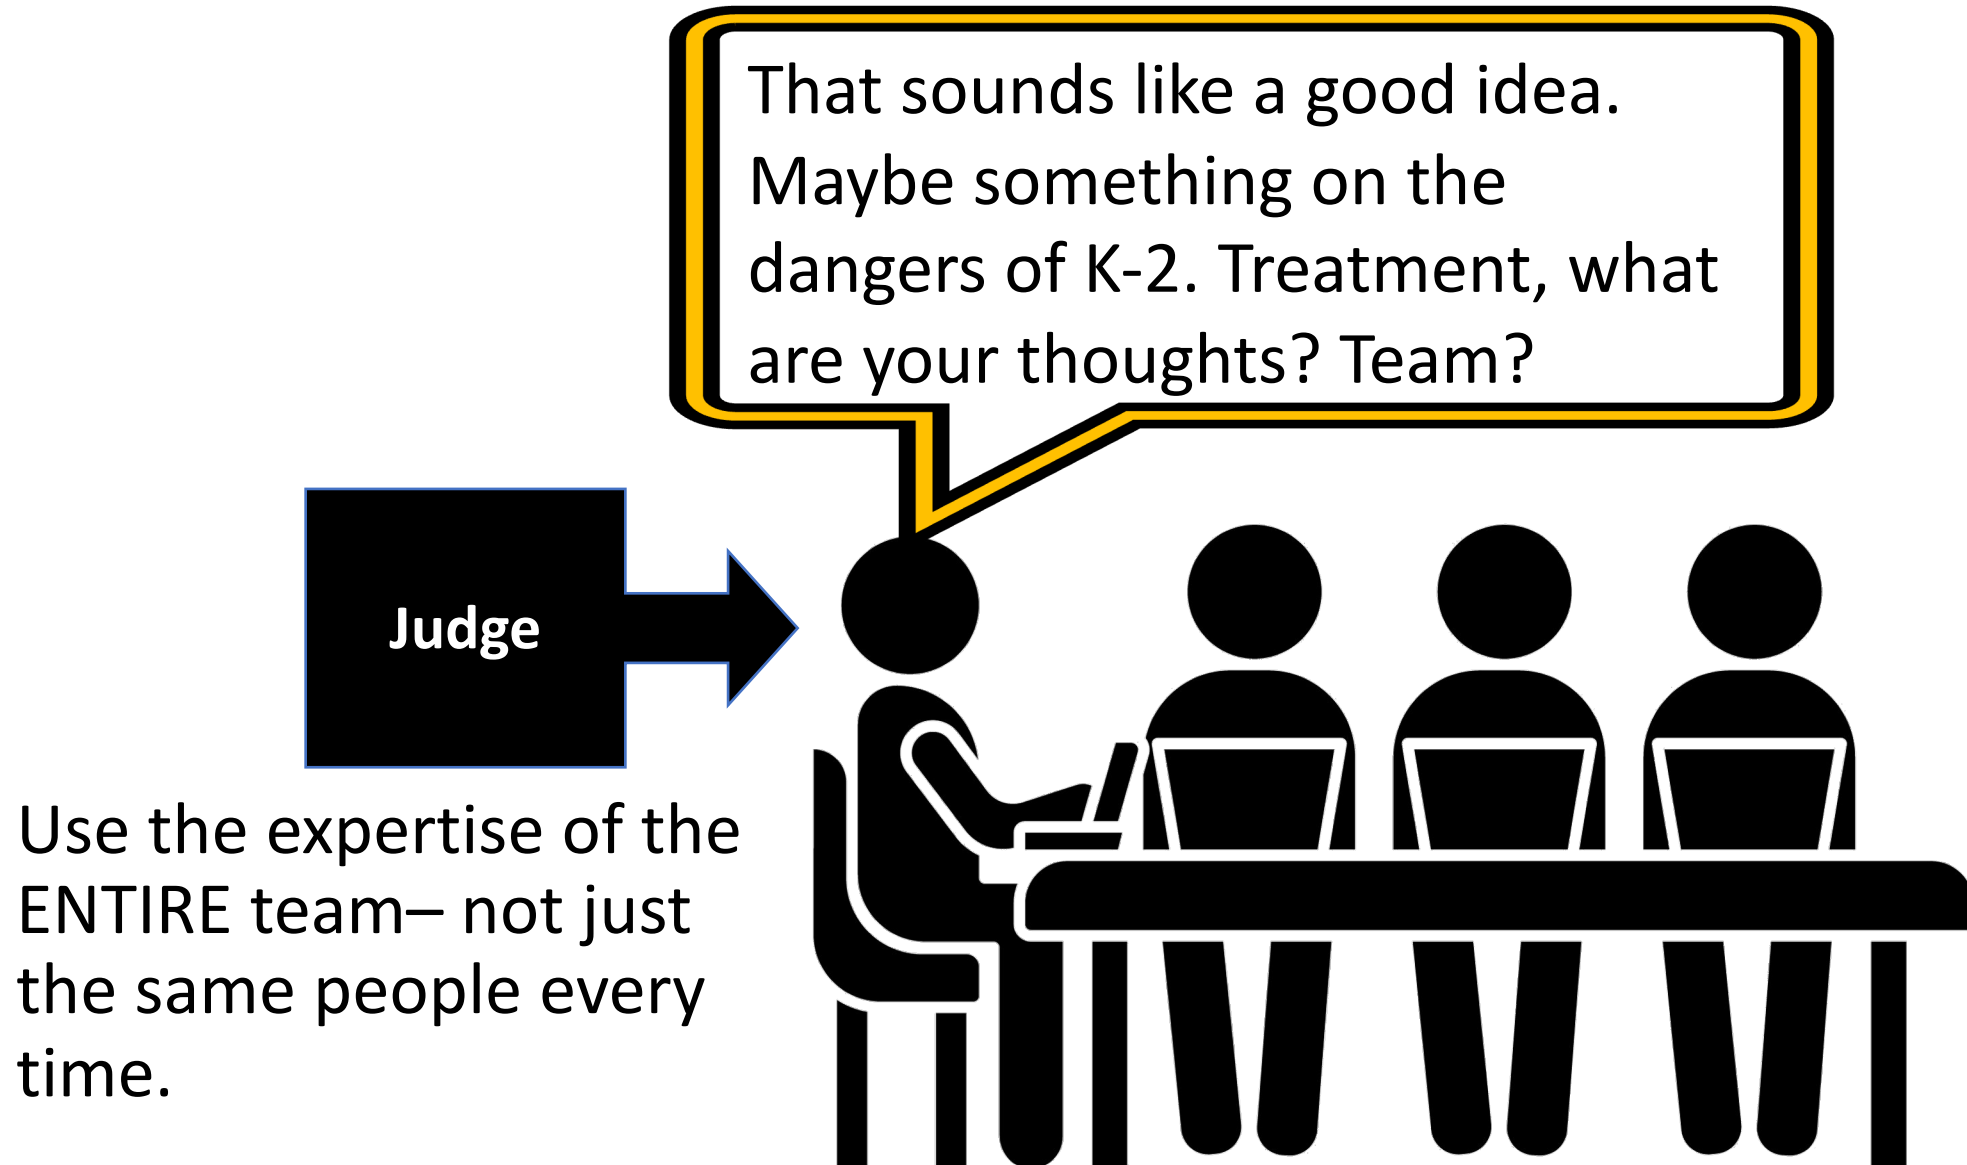 That sounds like a good idea.
Maybe something on the
dangers of K-2. Treatment, what
are your thoughts? Team?
Judge
Use the expertise of the
ENTIRE team– not just
the same people every
time.